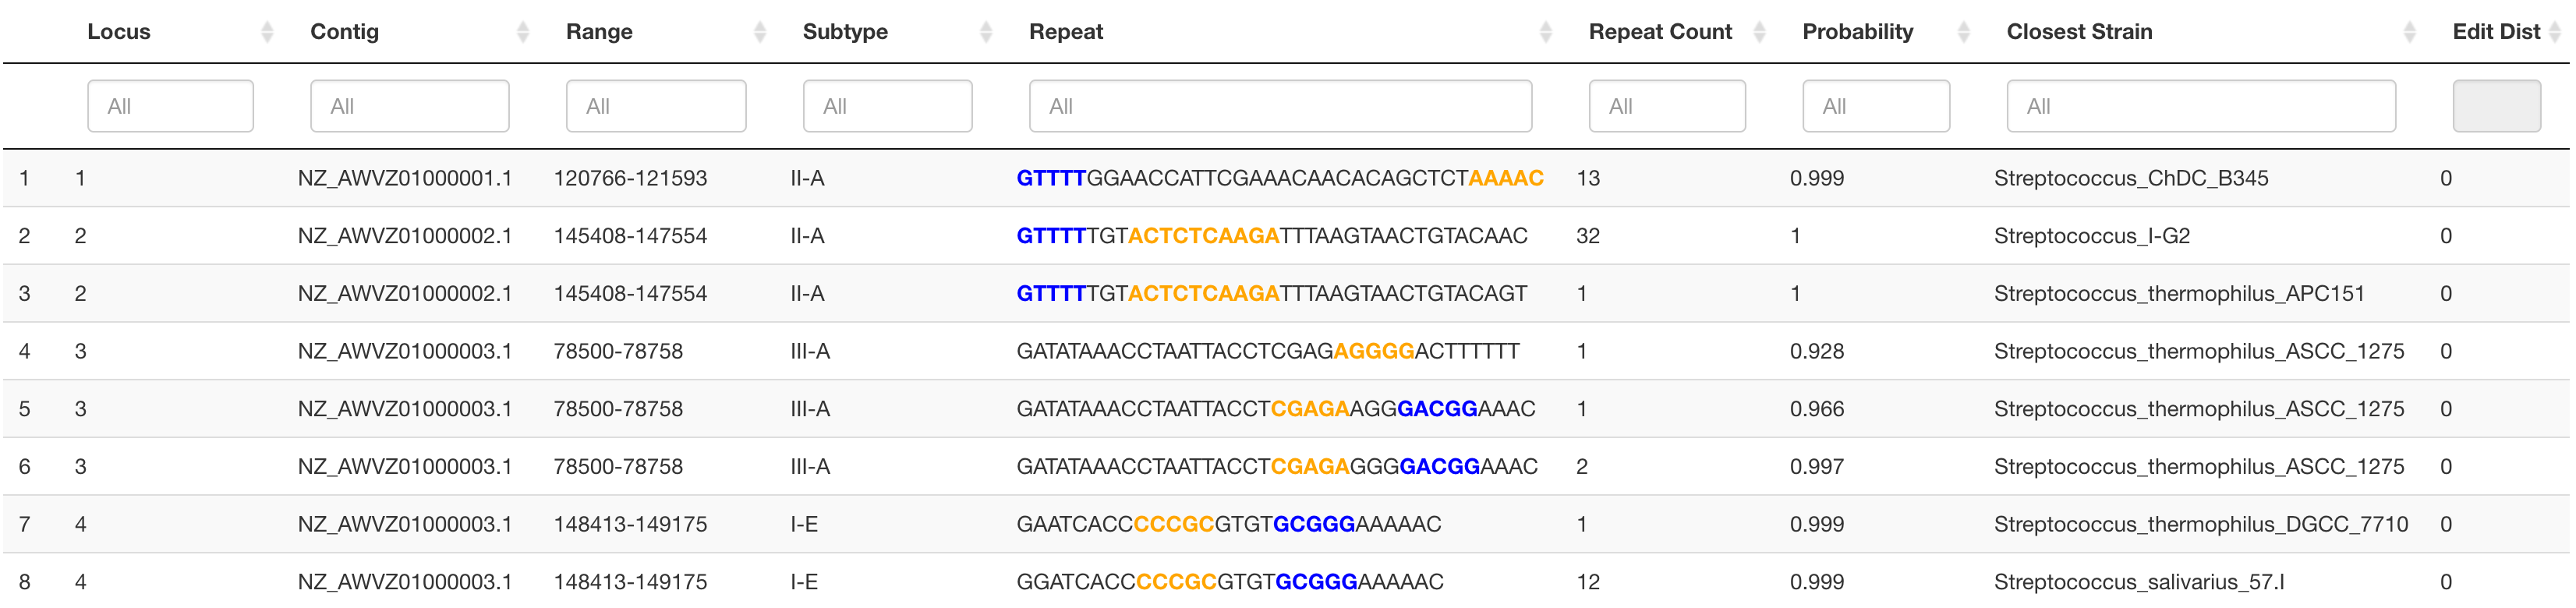 Locus Contig Range Subtype Repeat Repeat Count Probability Closest Strain Edit Dist
All All All All All All All All
1 1 NZ_AWVZ01000001.1 120766-121593 II-A GTTTTGGAACCATTCGAAACAACACAGCTCTAAAAC 13 0.999 Streptococcus_ChDC_B345 0
2 2 NZ_AWVZ01000002.1 145408-147554 II-A GTTTTTGTACTCTCAAGATTTAAGTAACTGTACAAC 32 1 Streptococcus_I-G2 0
3 2 NZ_AWVZ01000002.1 145408-147554 II-A GTTTTTGTACTCTCAAGATTTAAGTAACTGTACAGT 1 1 Streptococcus_thermophilus_APC151 0
4 3 NZ_AWVZ01000003.1 78500-78758 III-A GATATAAACCTAATTACCTCGAGAGGGGACTTTTTT 1 0.928 Streptococcus_thermophilus_ASCC_1275 0
5 3 NZ_AWVZ01000003.1 78500-78758 III-A GATATAAACCTAATTACCTCGAGAAGGGGACGGAAAC 1 0.966 Streptococcus_thermophilus_ASCC_1275 0
6 3 NZ_AWVZ01000003.1 78500-78758 III-A GATATAAACCTAATTACCTCGAGAGGGGACGGAAAC 2 0.997 Streptococcus_thermophilus_ASCC_1275 0
7 4 NZ_AWVZ01000003.1 148413-149175 I-E GAATCACCCCCGCGTGTGCGGGAAAAAC 1 0.999 Streptococcus_thermophilus_DGCC_7710 0
8 4 NZ_AWVZ01000003.1 148413-149175 I-E GGATCACCCCCGCGTGTGCGGGAAAAAC 12 0.999 Streptococcus_salivarius_57.I 0